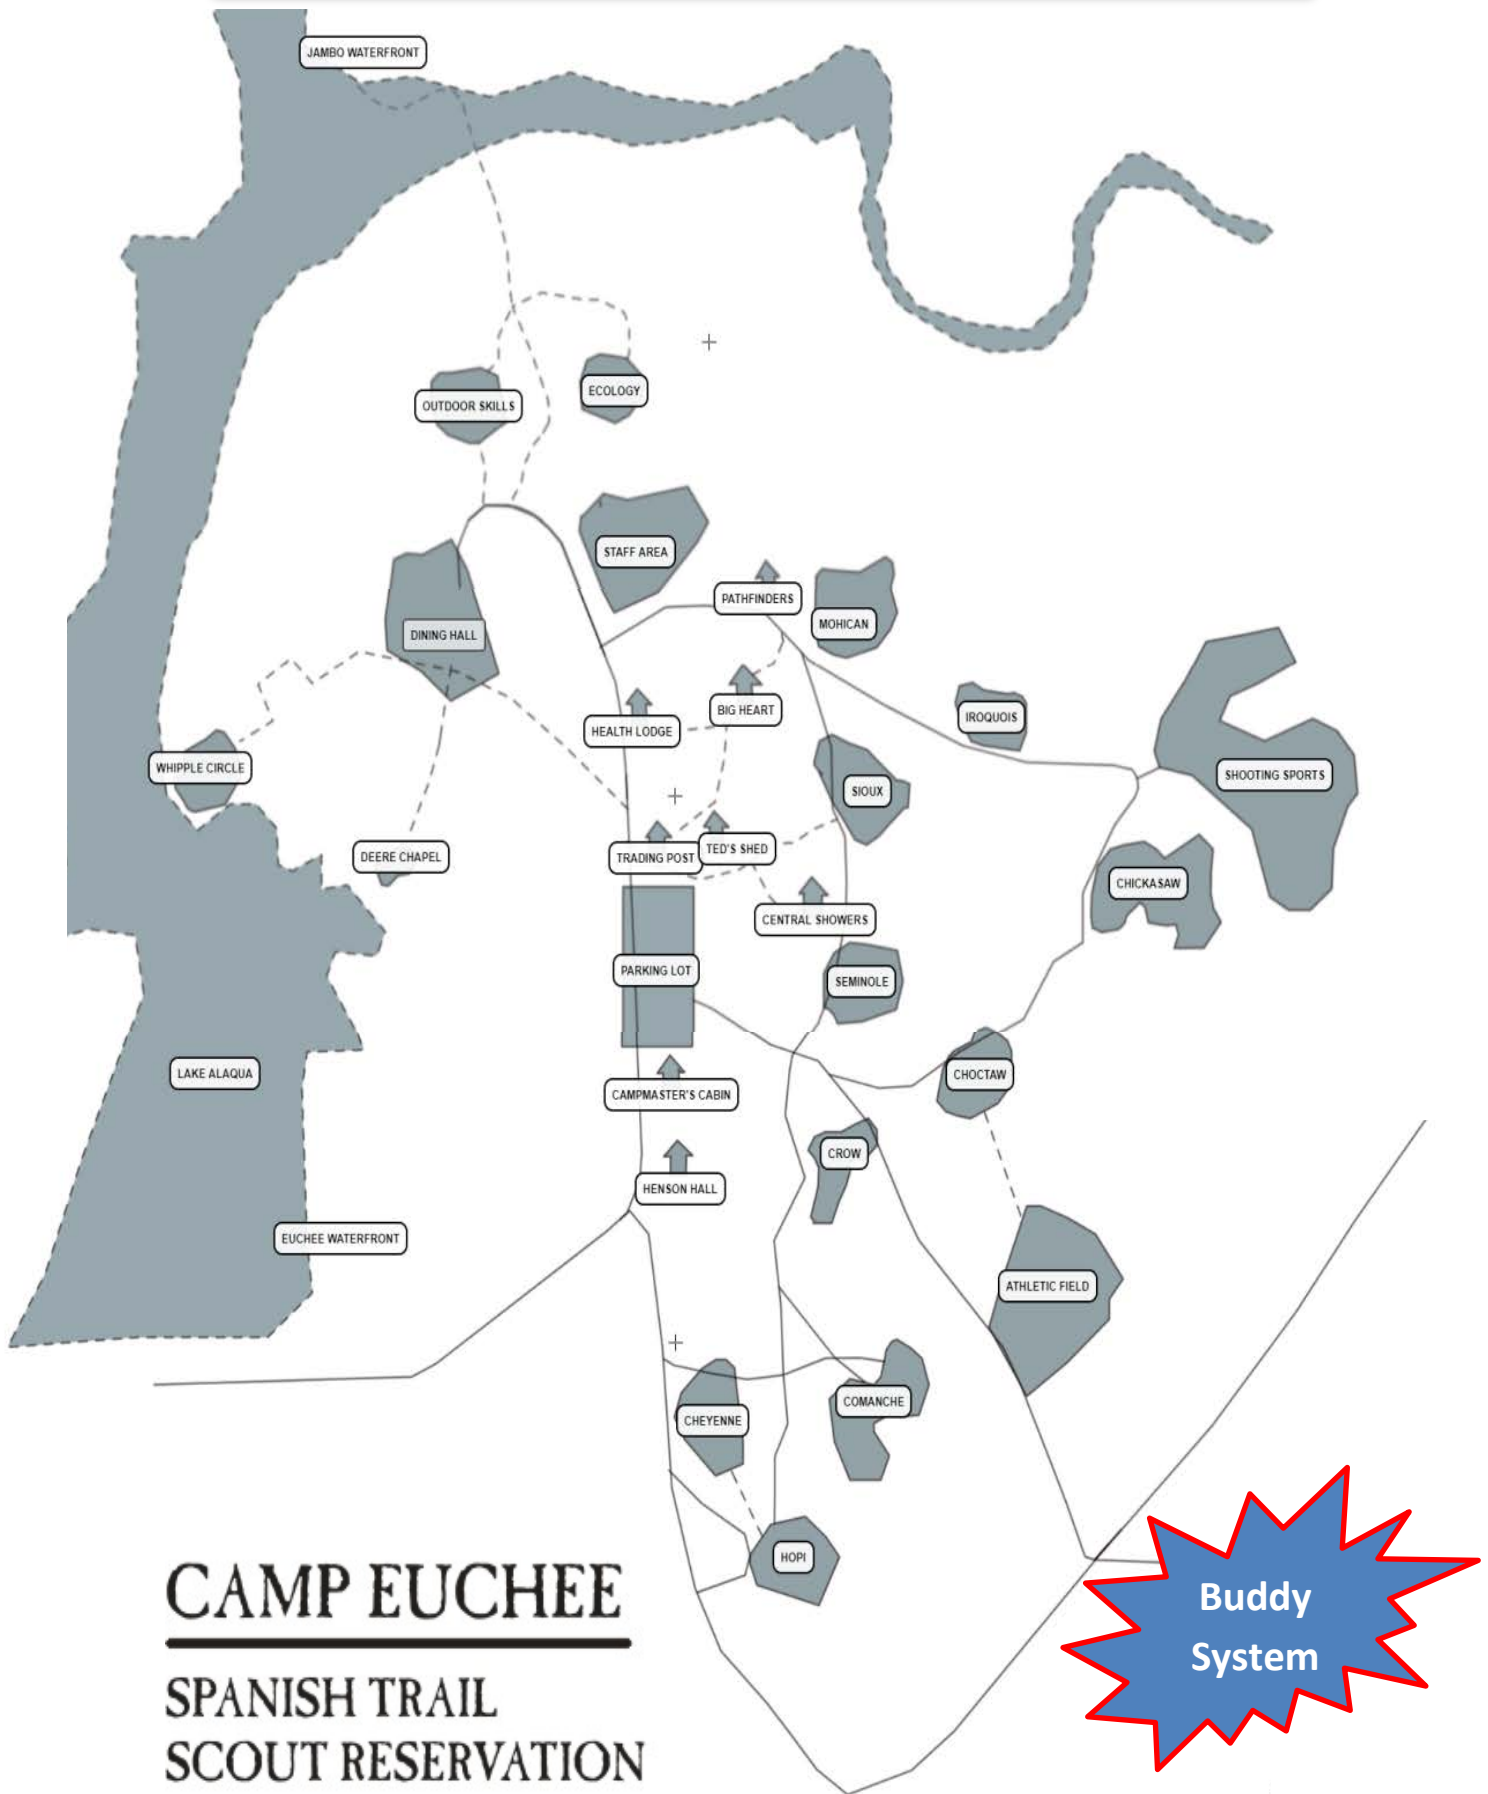 JAMBO WATERFRONT
OUTDOOR SKILLS
ECOLOGY
STAFF AREA
PATHFINDERS
MOHICAN
DINING HALL
BIG HEART
IROQUOIS
HEALTH LODGE
WHIPPLE CIRCLE
SHOOTING SPORTS
SIOUX
DEERE CHAPEL
TRADING POST
TED'S SHED
CHICKASAW
CENTRAL SHOWERS
PARKING LOT
SEMINOLE
LAKE ALAQUA
CHOCTAW
CAMPMASTER'S CABIN
CROW
HENSON HALL
EUCHEE WATERFRONT
ATHLETIC FIELD
COMANCHE
CHEYENNE
HOPI
CAMP EUCHEE
SPANISH TRAIL
SCOUT RESERVATION
Buddy
System